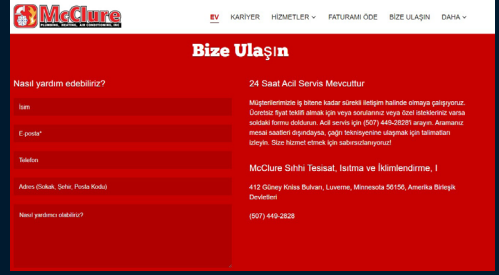 McClure
PLUMBING, HEATING, AIR CONDITIONING, INC
EV KARİYER HİZMETLER FATURAMI ÖDE BİZE ULAŞIN DAHA
Bize Ulaşın
Nasıl yardım edebiliriz?
İsim
E-posta*
Telefon
Adres (Sokak, Şehir, Posta Kodu)
Nasıl yardımcı olabiliriz?
24 Saat Acil Servis Mevcuttur
Müşterilerimizle iş bitene kadar sürekli iletişim halinde olmaya çalışıyoruz.
Ücretsiz fiyat teklifi almak için veya sorularınız veya özel istekleriniz varsa
soldaki formu doldurun. Acil servis için (507) 449-2828'i arayın. Aramanız
mesai saatleri dışındaysa, çağrı teknisyenine ulaşmak için talimatları
izleyin. Size hizmet etmek için sabırsızlanıyoruz!
McClure Sıhhi Tesisat, Isıtma ve İklimlendirme, I
412 Güney Kniss Bulvarı, Luverne, Minnesota 56156, Amerika Birleşik
Devletleri
(507) 449-2828